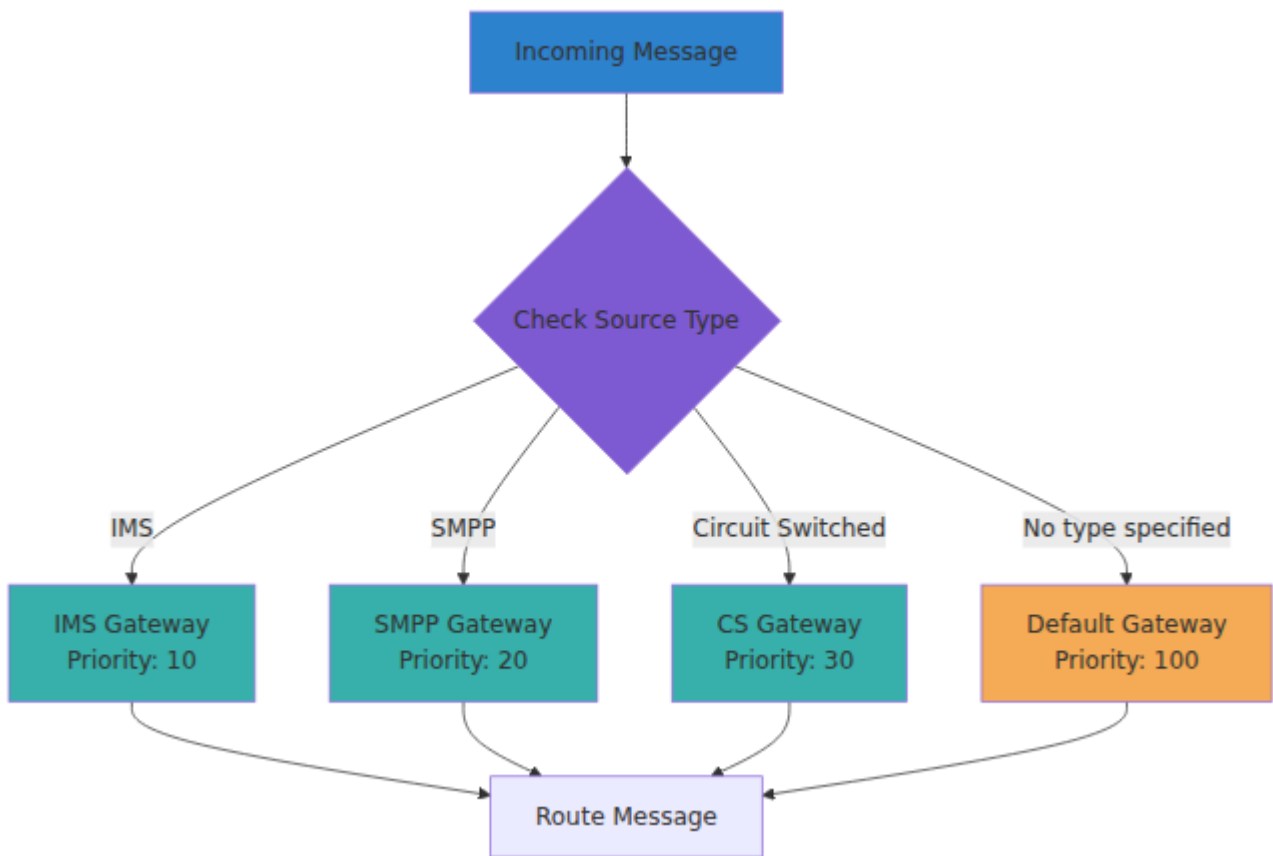 Incoming Message
Check Source Type
IMS
SMPP
Circuit Switched
No type specified
IMS Gateway
Priority: 10
SMPP Gateway
Priority: 20
CS Gateway
Priority: 30
Default Gateway
Priority: 100
Route Message